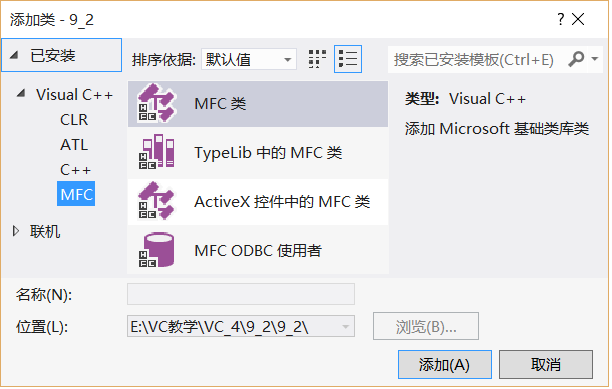 添加类 - 9_2
? ×
已安装
排序依据: 默认值
搜索已安装模板(Ctrl+E)
Visual C++
CLR
ATL
C++
MFC
联机
MFC 类
TypeLib 中的 MFC 类
ActiveX 控件中的 MFC 类
MFC ODBC 使用者
类型: Visual C++
添加 Microsoft 基础类库类
名称(N):
位置(L): E:\VC教学\VC_4\9_2\9_2\ 浏览(B)...
添加(A) 取消